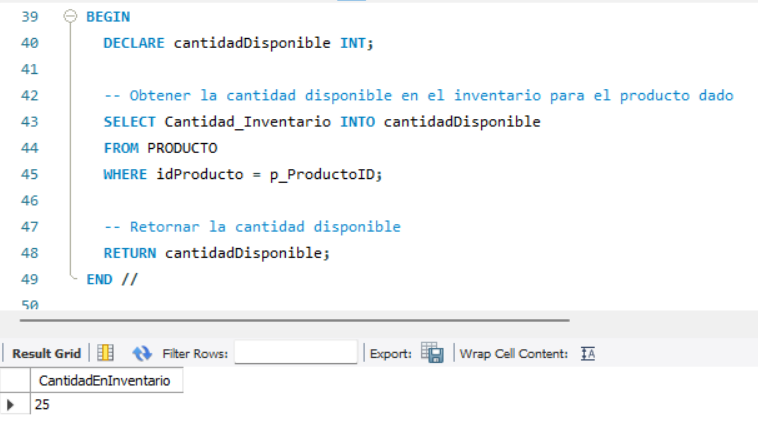 39 BEGIN
40 DECLARE cantidadDisponible INT;
41
42 -- Obtener la cantidad disponible en el inventario para el producto dado
43 SELECT Cantidad_Inventario INTO cantidadDisponible
44 FROM PRODUCTO
45 WHERE idProducto = p_ProductoID;
46
47 -- Retornar la cantidad disponible
48 RETURN cantidadDisponible;
49 END //
50
Result Grid Filter Rows: Export: Wrap Cell Content: IA
CantidadEnInventario
25